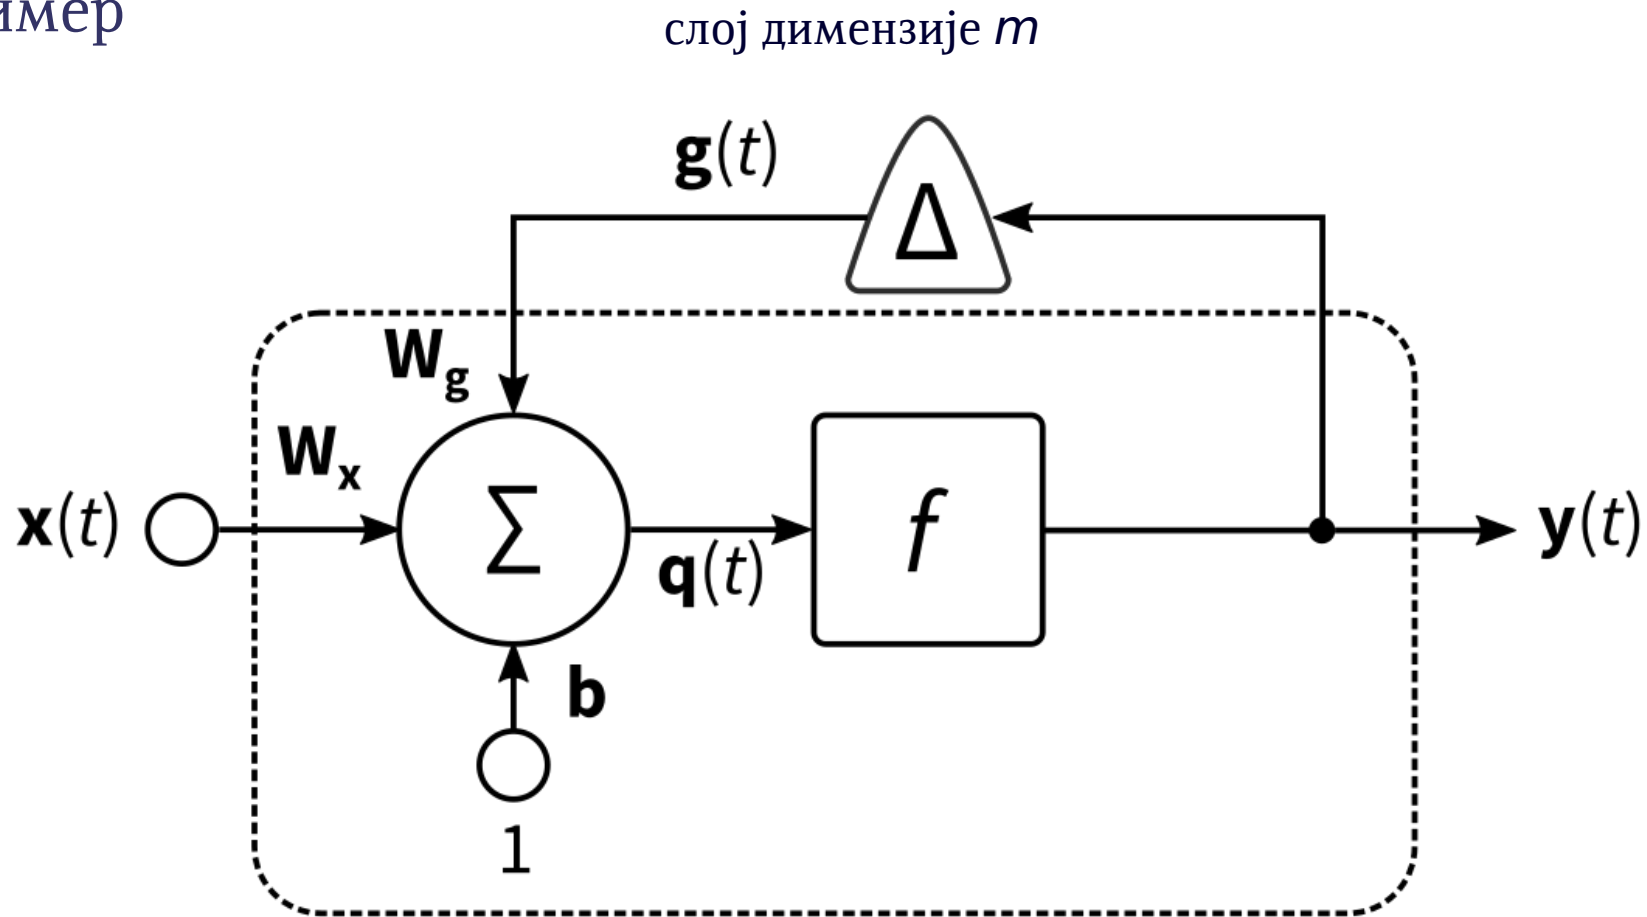 слој димензије m
g(t)
Δ
W_g
W_x
x(t)
Σ
f
y(t)
q(t)
b
1